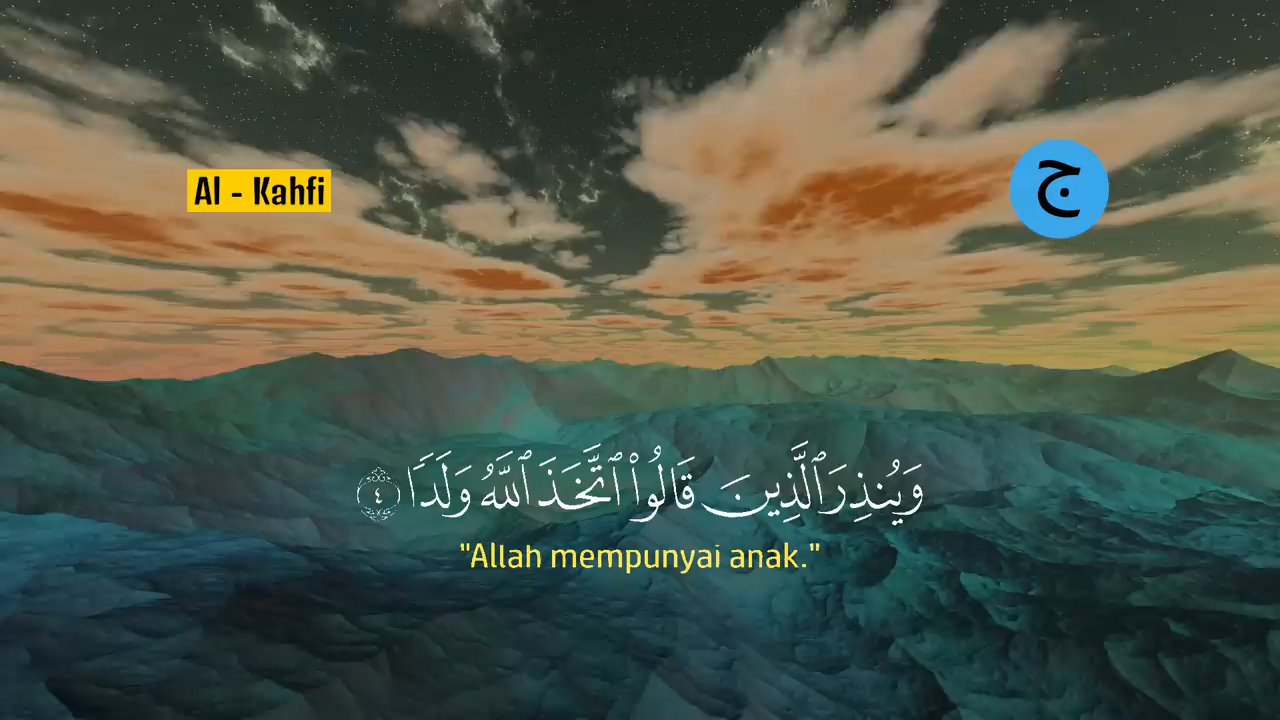 Al - Kahfi
ج
وَيُنذِرَ ٱلَّذِينَ قَالُوا۟ ٱتَّخَذَ ٱللَّهُ وَلَدًا ٤
"Allah mempunyai anak."